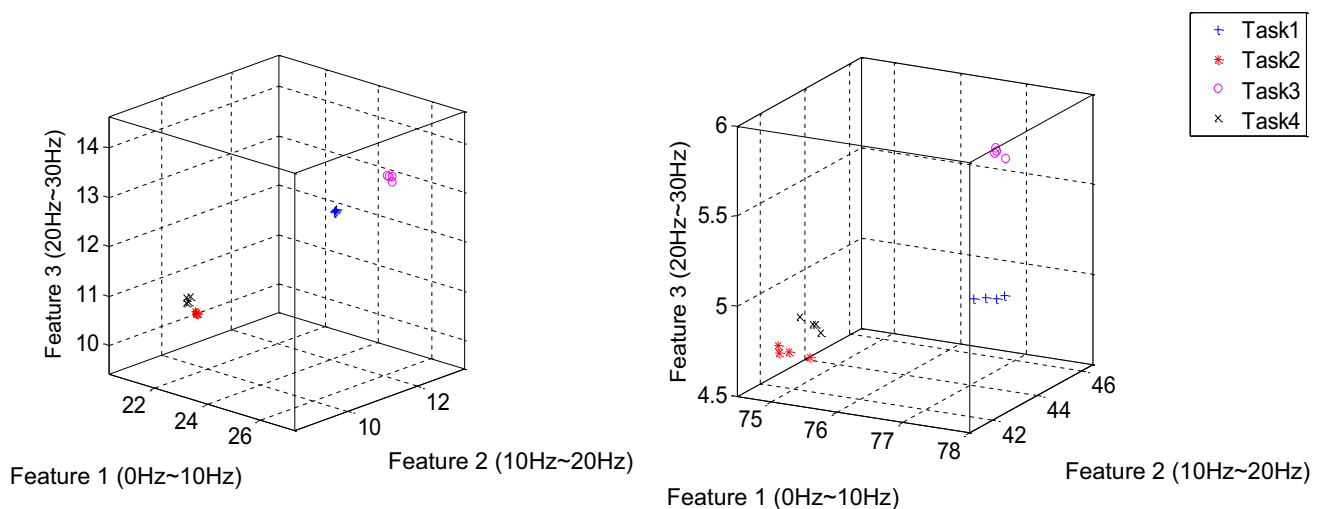 14
13
12
11
10
Feature 3 (20Hz~30Hz)
22
24
26
10
12
Feature 1 (0Hz~10Hz)
Feature 2 (10Hz~20Hz)
6
5.5
5
4.5
Feature 3 (20Hz~30Hz)
75
76
77
78
42
44
46
Feature 1 (0Hz~10Hz)
Feature 2 (10Hz~20Hz)
Task1
Task2
Task3
Task4